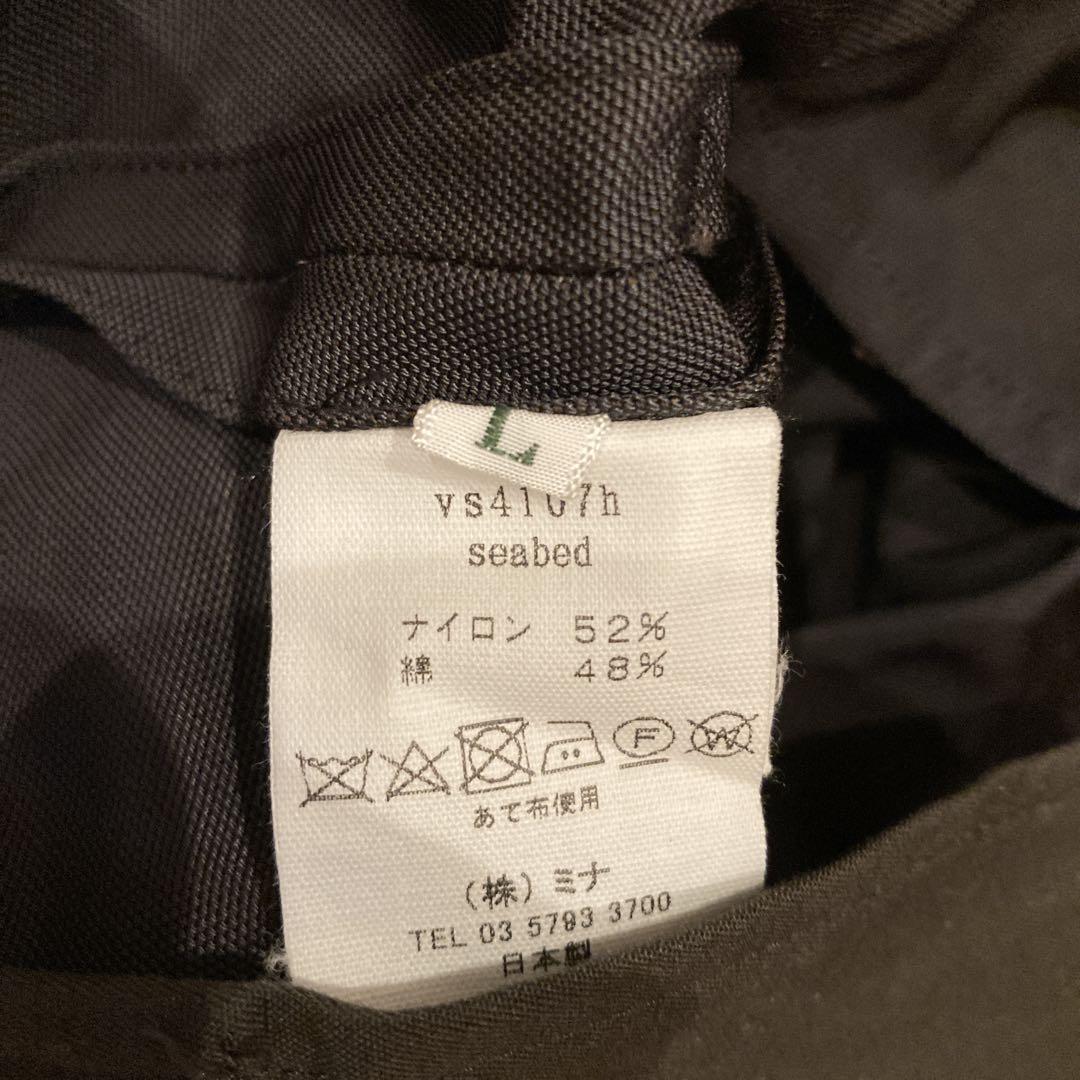 L
vs4107h
seabed
ナイロン 52%
綿 48%
F W
あて布使用
(株)ミナ
TEL 03 5793 3700
日本製